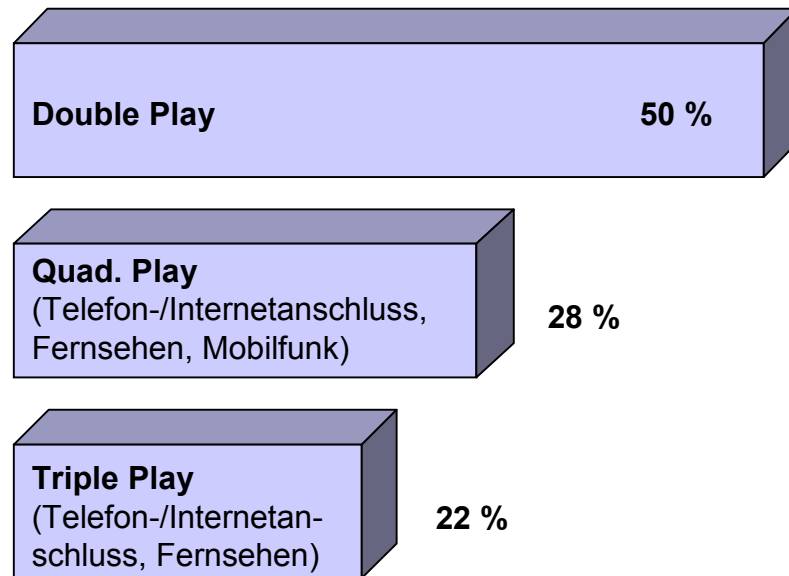 Double Play 50 %
Quad. Play
(Telefon-/Internetanschluss,
Fernsehen, Mobilfunk)
28 %
Triple Play
(Telefon-/Internetan-
schluss, Fernsehen)
22 %